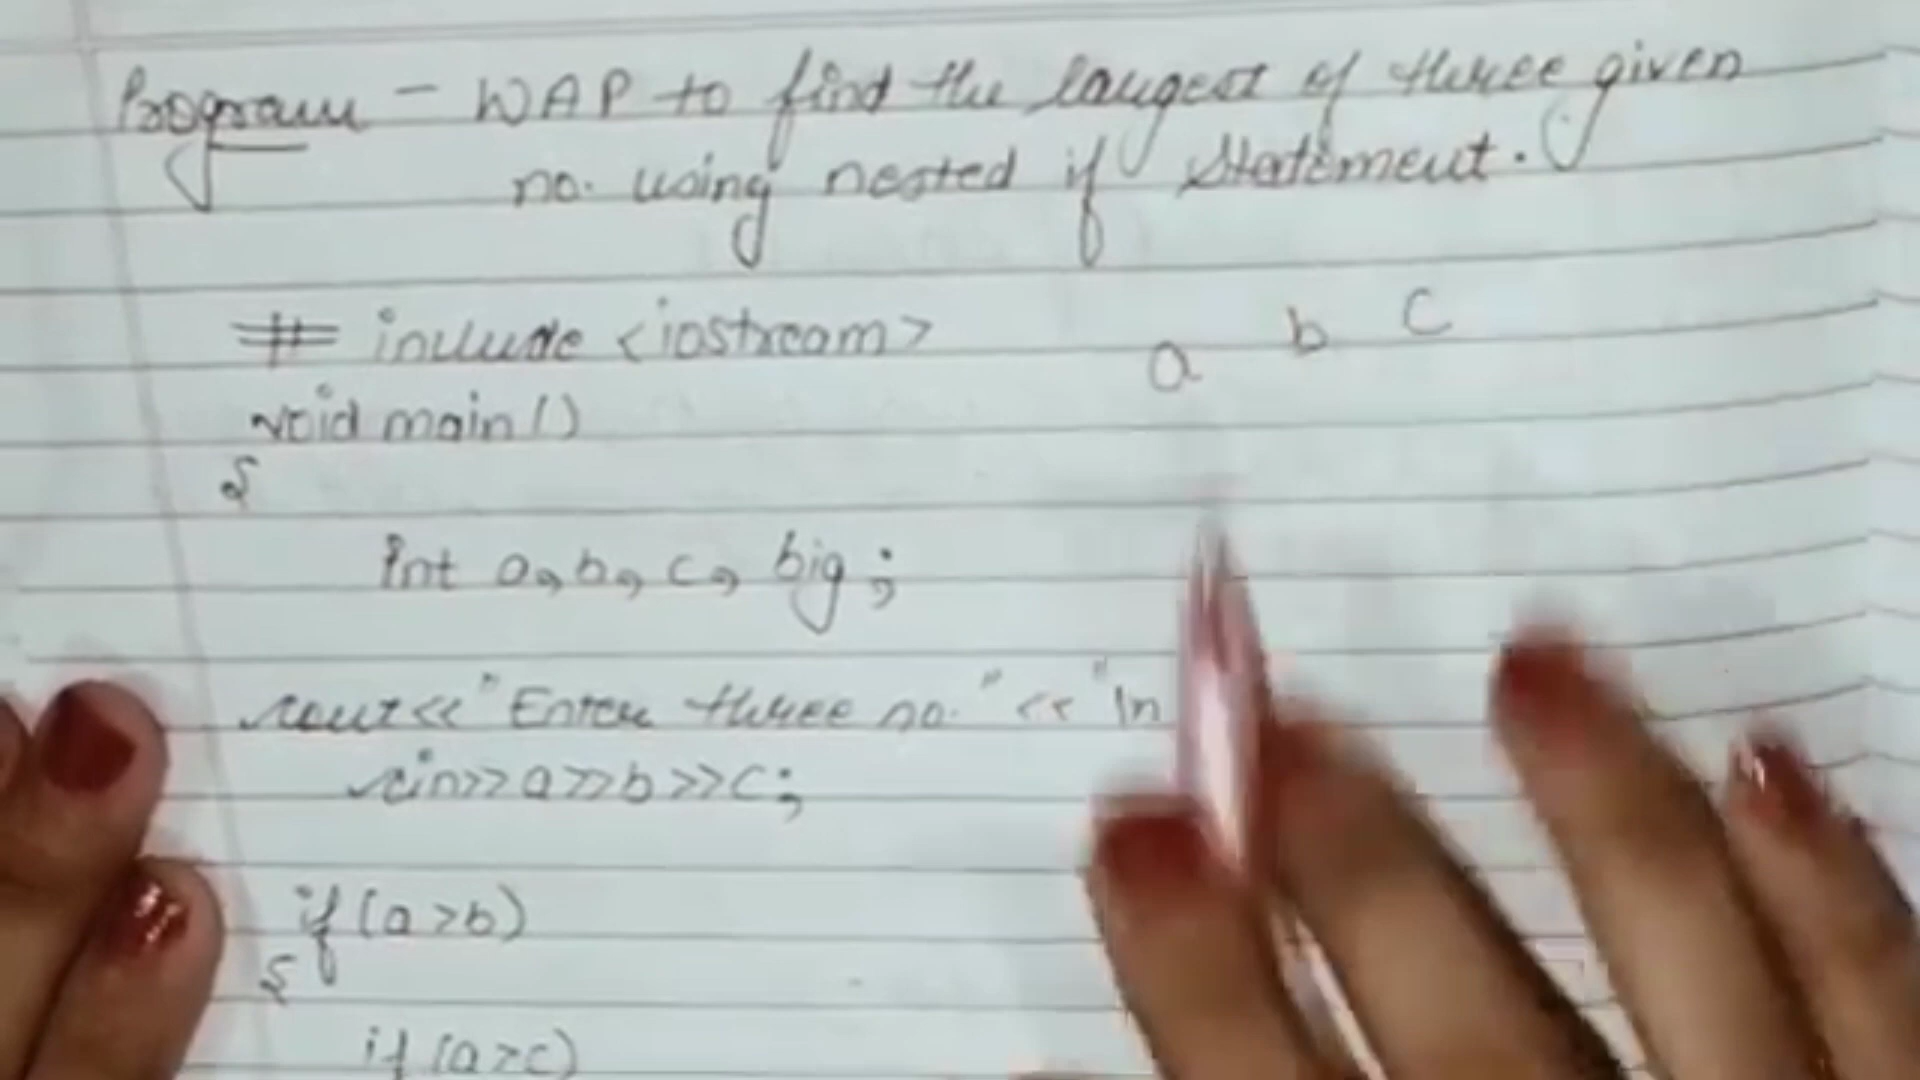 Program - WAP to find the largest of three given
no. using nested if statement.
# include <iostream>
a b c
void main()
{
int a, b, c, big;
cout<<"Enter three no."<<"\n
cin>>a>>b>>c;
if (a>b)
{
if (a>c)